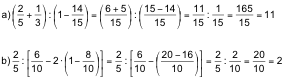 a) (2/5 + 1/3) : (1 - 14/15) = ((6 + 5)/15) : ((15 - 14)/15) = 11/15 : 1/15 = 165/15 = 11
b) 2/5 : [6/10 - 2 · (1 - 8/10)] = 2/5 : [6/10 - ((20 - 16)/10)] = 2/5 : 2/10 = 20/10 = 2